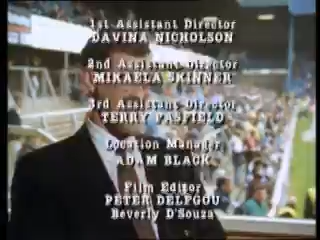 1st Assistant Director
DAVINA NICHOLSON
2nd Assistant Director
MIKAELA SKINNER
3rd Assistant Director
TERRY PASFIELD
Location Manager
ADAM BLACK
Film Editor
PETER DELFGOU
Beverly D'Souza